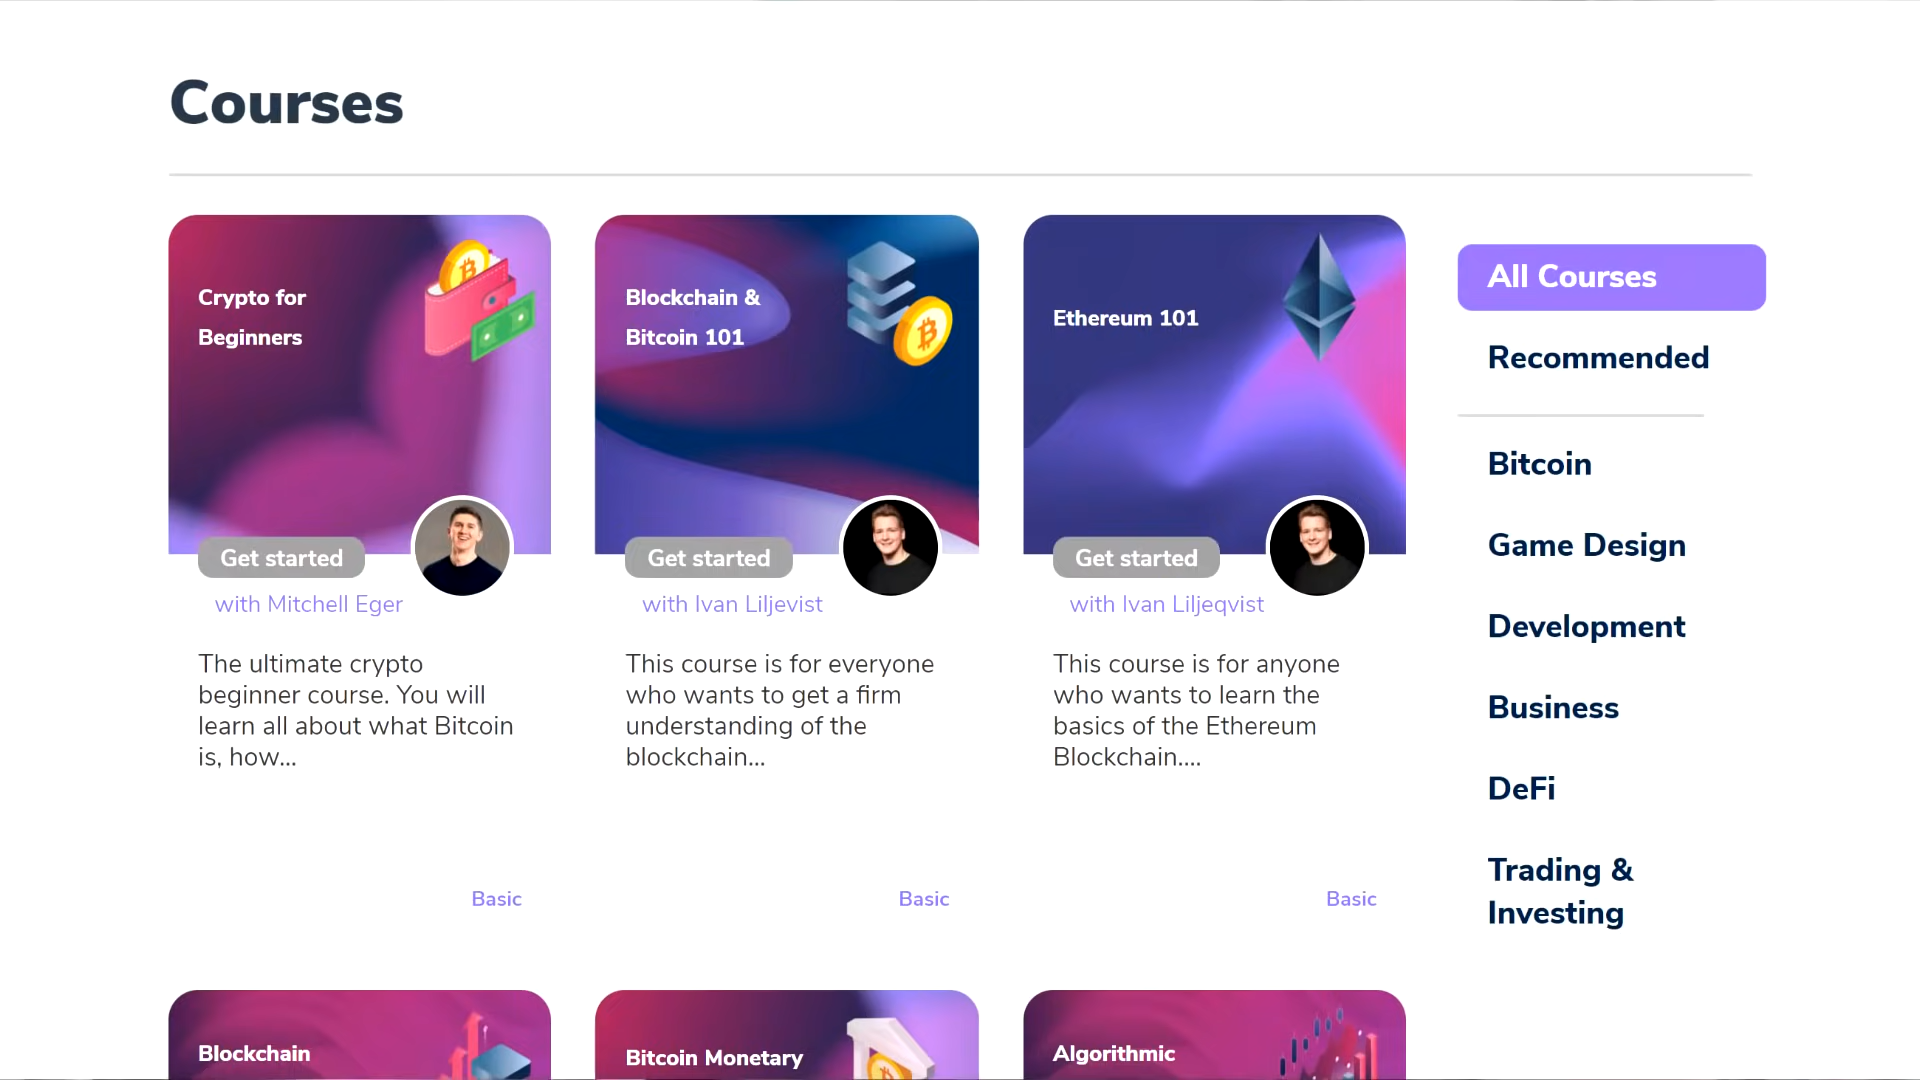 Courses
Crypto for
Beginners
Get started
with Mitchell Eger
The ultimate crypto
beginner course. You will
learn all about what Bitcoin
is, how...
Basic
Blockchain &
Bitcoin 101
Get started
with Ivan Liljevist
This course is for everyone
who wants to get a firm
understanding of the
blockchain...
Basic
Ethereum 101
Get started
with Ivan Liljeqvist
This course is for anyone
who wants to learn the
basics of the Ethereum
Blockchain....
Basic
Blockchain
Bitcoin Monetary
Algorithmic
All Courses
Recommended
Bitcoin
Game Design
Development
Business
DeFi
Trading &
Investing